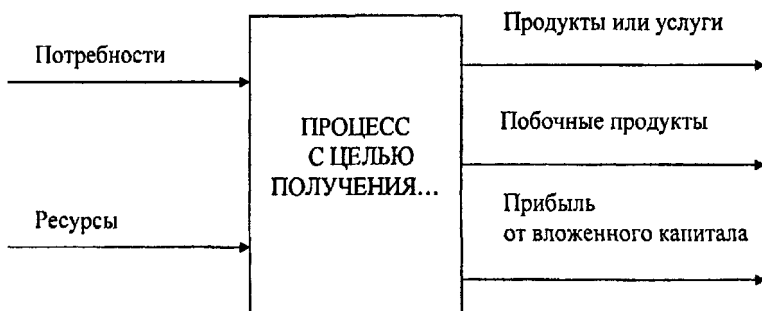 Потребности
Ресурсы
ПРОЦЕСС
С ЦЕЛЬЮ
ПОЛУЧЕНИЯ...
Продукты или услуги
Побочные продукты
Прибыль
от вложенного капитала